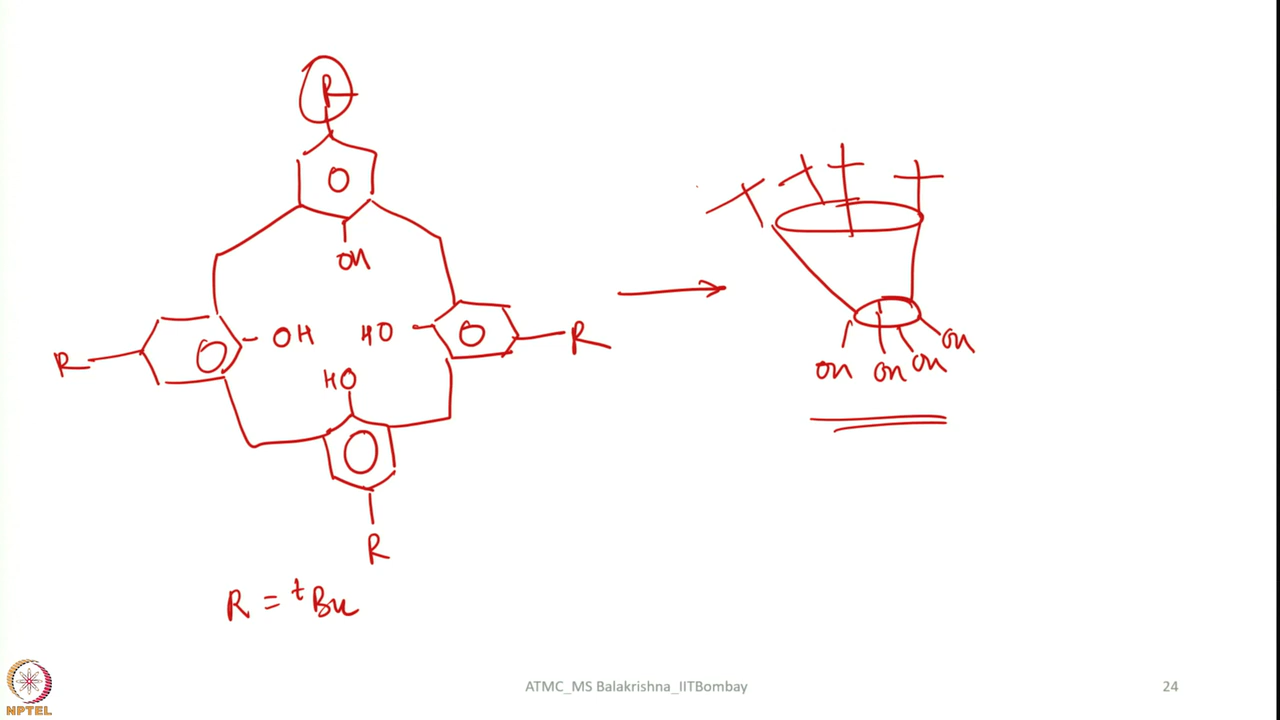 R
OH
R
OH
HO
R
HO
R
R = ᵗBu
OH OH OH OH
ATMC_MS Balakrishna_IITBombay
24
NPTEL